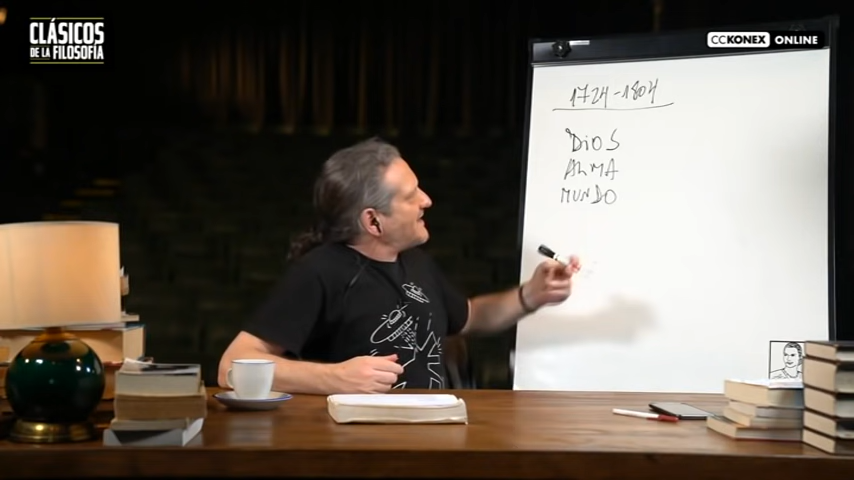 CLÁSICOS
de la FILOSOFÍA
CCKONEX ONLINE
1724-1804
DIOS
ALMA
MUNDO